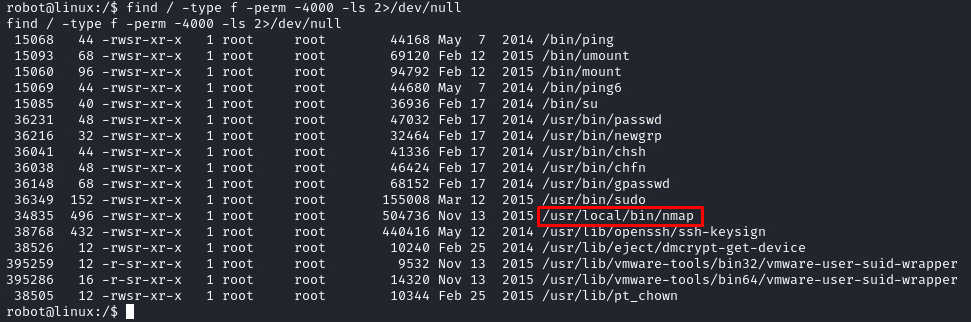 robot@linux:/$ find / -type f -perm -4000 -ls 2>/dev/null
find / -type f -perm -4000 -ls 2>/dev/null
 15068   44 -rwsr-xr-x   1 root     root        44168 May  7  2014 /bin/ping
 15093   68 -rwsr-xr-x   1 root     root        69120 Feb 12  2015 /bin/umount
 15060   96 -rwsr-xr-x   1 root     root        94792 Feb 12  2015 /bin/mount
 15069   44 -rwsr-xr-x   1 root     root        44680 May  7  2014 /bin/ping6
 15085   40 -rwsr-xr-x   1 root     root        36936 Feb 17  2014 /bin/su
 36231   48 -rwsr-xr-x   1 root     root        47032 Feb 17  2014 /usr/bin/passwd
 36216   32 -rwsr-xr-x   1 root     root        32464 Feb 17  2014 /usr/bin/newgrp
 36041   44 -rwsr-xr-x   1 root     root        41336 Feb 17  2014 /usr/bin/chsh
 36038   48 -rwsr-xr-x   1 root     root        46424 Feb 17  2014 /usr/bin/chfn
 36148   68 -rwsr-xr-x   1 root     root        68152 Feb 17  2014 /usr/bin/gpasswd
 36349  152 -rwsr-xr-x   1 root     root       155008 Mar 12  2015 /usr/bin/sudo
 34835  496 -rwsr-xr-x   1 root     root       504736 Nov 13  2015 /usr/local/bin/nmap
 38768  432 -rwsr-xr-x   1 root     root       440416 May 12  2014 /usr/lib/openssh/ssh-keysign
 38526   12 -rwsr-xr-x   1 root     root        10240 Feb 25  2014 /usr/lib/eject/dmcrypt-get-device
395259   12 -r-sr-xr-x   1 root     root         9532 Nov 13  2015 /usr/lib/vmware-tools/bin32/vmware-user-suid-wrapper
395286   16 -r-sr-xr-x   1 root     root        14320 Nov 13  2015 /usr/lib/vmware-tools/bin64/vmware-user-suid-wrapper
 38505   12 -rwsr-xr-x   1 root     root        10344 Feb 25  2015 /usr/lib/pt_chown
robot@linux:/$